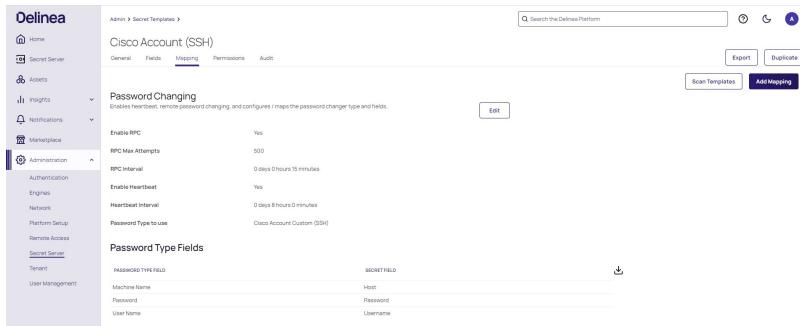 Delinea
Home
Secret Server
Assets
Insights
Notifications
Marketplace
Administration
Authentication
Engines
Network
Platform Setup
Remote Access
Secret Server
Tenant
User Management
Admin > Secret Templates >
Search the Delinea Platform
A
Cisco Account (SSH)
General Fields Mapping Permissions Audit
Export Duplicate
Scan Templates Add Mapping
Password Changing
Enables heartbeat, remote password changing, and configures / maps the password changer type and fields.
Edit
Enable RPC Yes
RPC Max Attempts 500
RPC Interval 0 days 0 hours 15 minutes
Enable Heartbeat Yes
Heartbeat Interval 0 days 8 hours 0 minutes
Password Type to use Cisco Account Custom (SSH)
Password Type Fields
PASSWORD TYPE FIELD SECRET FIELD
Machine Name Host
Password Password
User Name Username